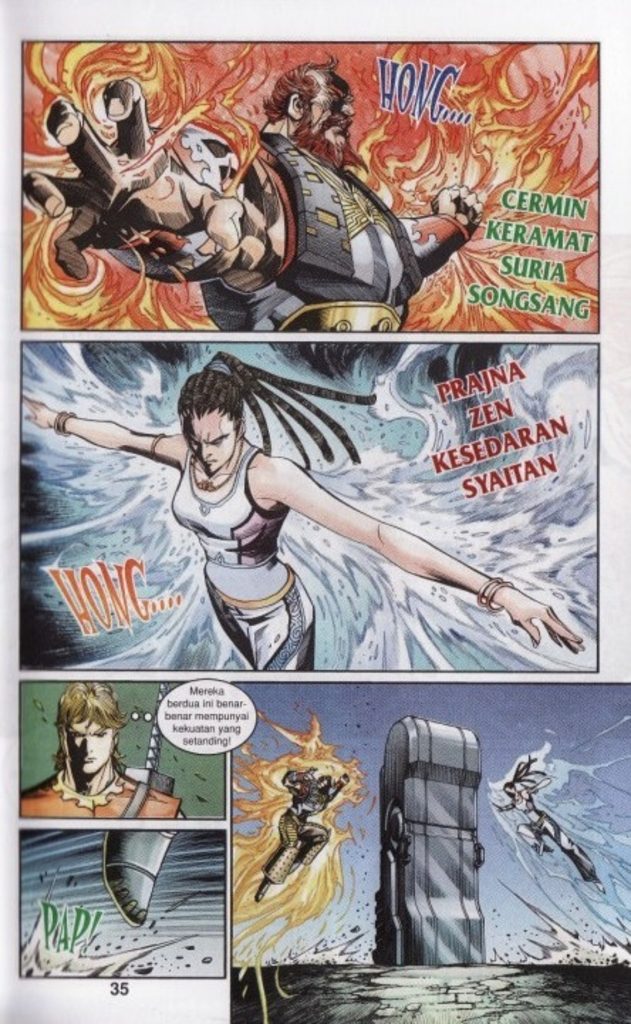 HONG....
CERMIN
KERAMAT
SURIA
SONGSANG
PRAJNA
ZEN
KESEDARAN
SYAITAN
HONG....
Mereka
berdua ini benar-
benar mempunyai
kekuatan yang
setanding!
PAP!
35